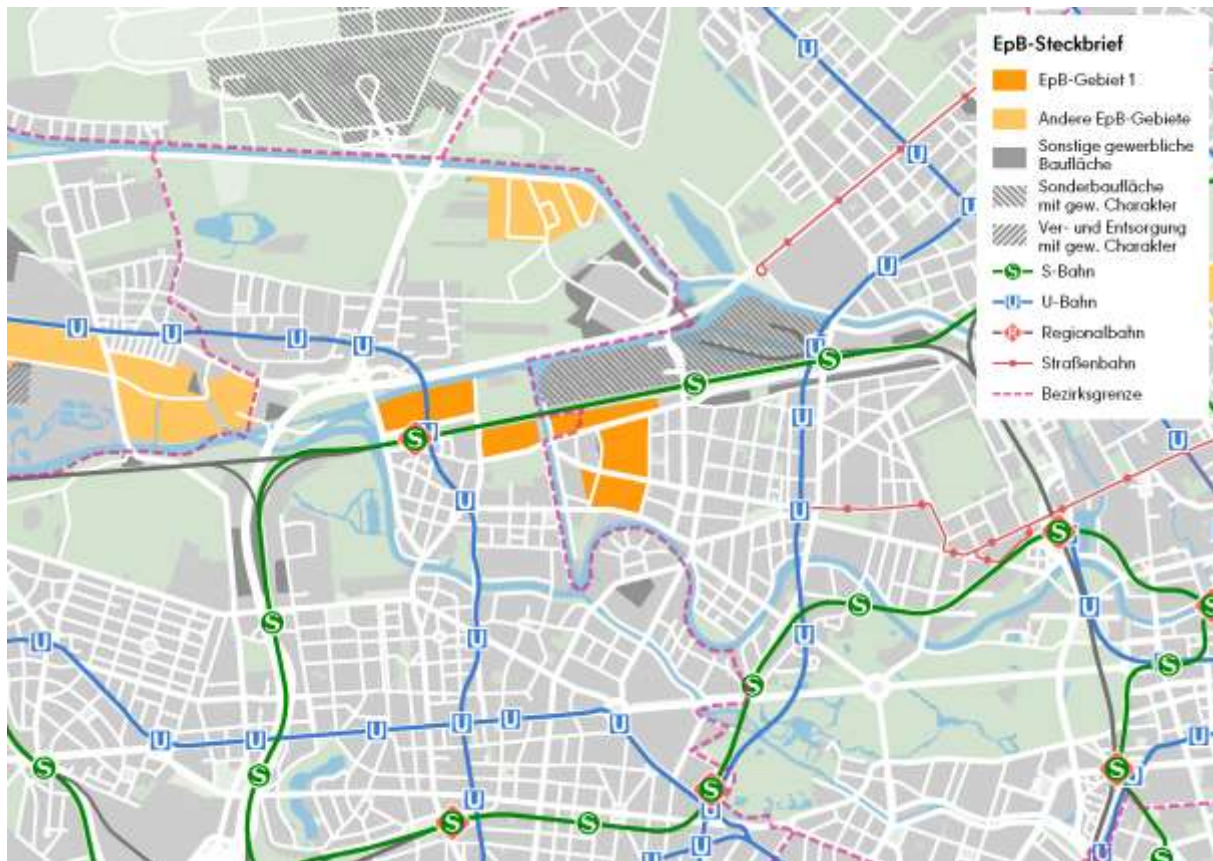 EpB-Steckbrief
EpB-Gebiet 1
Andere EpB-Gebiete
Sonstige gewerbliche
Baufläche
Sonderbaufläche
mit gew. Charakter
Ver- und Entsorgung
mit gew. Charakter
S-Bahn
U-Bahn
Regionalbahn
Straßenbahn
Bezirksgrenze